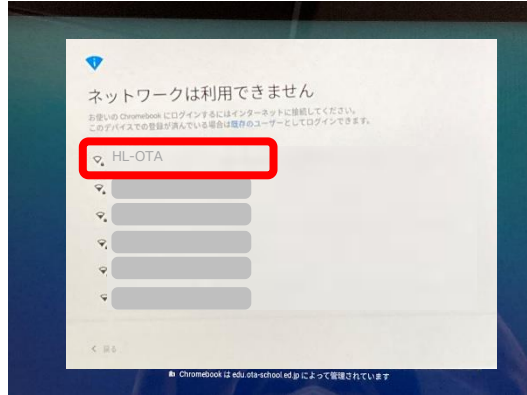 ネットワークは利用できません
お使いの Chromebook にログインするにはインターネットに接続してください。
このデバイスでの登録が済んでいる場合は既存のユーザーとしてログインできます。
HL-OTA
戻る
Chromebook は edu.ota-school.ed.jp によって管理されています